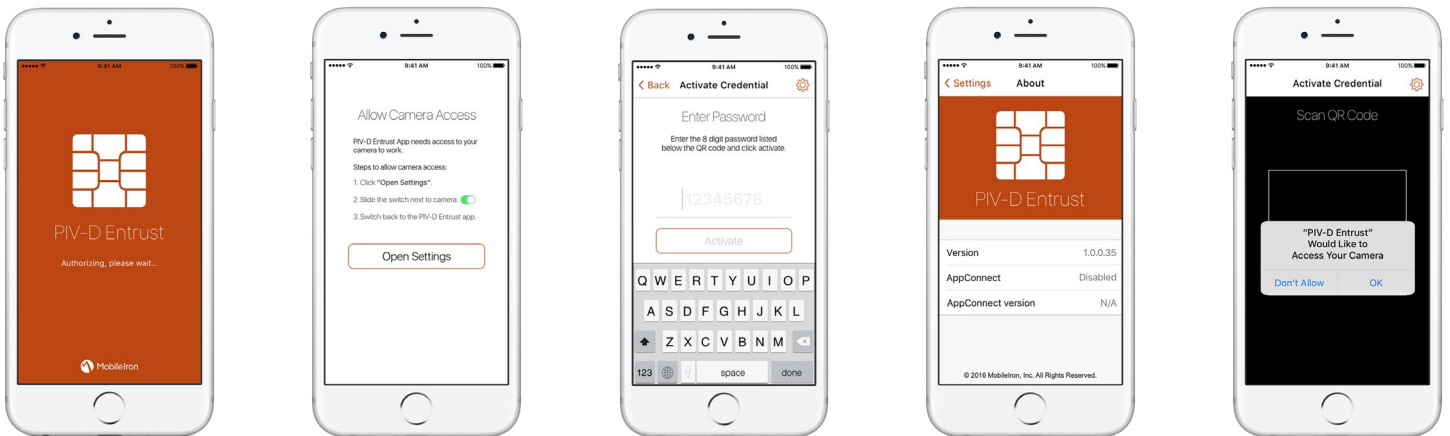 9:41 AM 100%
PIV-D Entrust
Authorizing, please wait...
MobileIron
9:41 AM 100%
Allow Camera Access
PIV-D Entrust App needs access to your
camera to work.
Steps to allow camera access:
1. Click "Open Settings".
2. Slide the switch next to camera.
3. Switch back to the PIV-D Entrust app.
Open Settings
9:41 AM 100%
Back Activate Credential
Enter Password
Enter the 8 digit password listed
below the QR code and click activate.
12345678
Activate
Q W E R T Y U I O P
A S D F G H J K L
Z X C V B N M
123 space done
9:41 AM 100%
Settings About
PIV-D Entrust
Version 1.0.0.35
AppConnect Disabled
AppConnect version N/A
© 2016 MobileIron, Inc. All Rights Reserved.
9:41 AM 100%
Activate Credential
Scan QR Code
"PIV-D Entrust"
Would Like to
Access Your Camera
Don't Allow OK